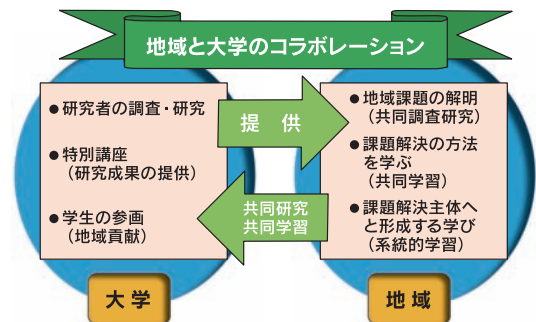 地域と大学のコラボレーション
●研究者の調査・研究
●特別講座
(研究成果の提供)
●学生の参画
(地域貢献)
大学
提供
共同研究
共同学習
●地域課題の解明
(共同調査研究)
●課題解決の方法
を学ぶ
(共同学習)
●課題解決主体へ
と形成する学び
(系統的学習)
地域